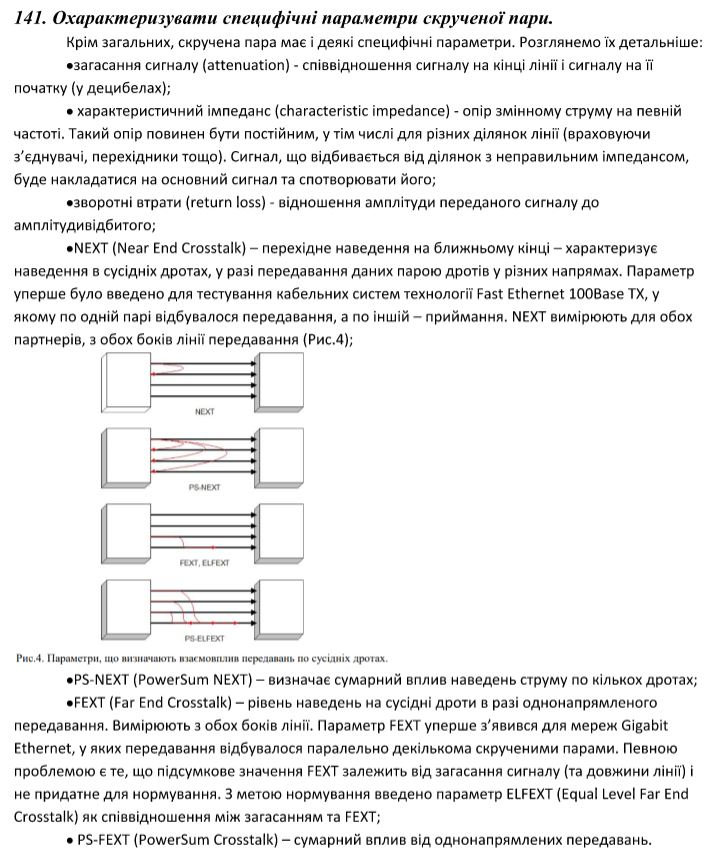 141. Охарактеризувати специфічні параметри скрученої пари.
Крім загальних, скручена пара має і деякі специфічні параметри. Розглянемо їх детальніше:
•загасання сигналу (attenuation) - співвідношення сигналу на кінці лінії і сигналу на її
початку (у децибелах);
• характеристичний імпеданс (characteristic impedance) - опір змінному струму на певній
частоті. Такий опір повинен бути постійним, у тім числі для різних ділянок лінії (враховуючи
з’єднувачі, перехідники тощо). Сигнал, що відбивається від ділянок з неправильним імпедансом,
буде накладатися на основний сигнал та спотворювати його;
•зворотні втрати (return loss) - відношення амплітуди переданого сигналу до
амплітудивідбитого;
•NEXT (Near End Crosstalk) – перехідне наведення на ближньому кінці – характеризує
наведення в сусідніх дротах, у разі передавання даних парою дротів у різних напрямах. Параметр
уперше було введено для тестування кабельних систем технології Fast Ethernet 100Base TX, у
якому по одній парі відбувалося передавання, а по іншій – приймання. NEXT вимірюють для обох
партнерів, з обох боків лінії передавання (Рис.4);
NEXT
PS-NEXT
FEXT, ELFEXT
PS-ELFEXT
Рис.4. Параметри, що визначають взаємовплив передавань по сусідніх дротах.
•PS-NEXT (PowerSum NEXT) – визначає сумарний вплив наведень струму по кількох дротах;
•FEXT (Far End Crosstalk) – рівень наведень на сусідні дроти в разі однонапрямленого
передавання. Вимірюють з обох боків лінії. Параметр FEXT уперше з’явився для мереж Gigabit
Ethernet, у яких передавання відбувалося паралельно декількома скрученими парами. Певною
проблемою є те, що підсумкове значення FEXT залежить від загасання сигналу (та довжини лінії) і
не придатне для нормування. З метою нормування введено параметр ELFEXT (Equal Level Far End
Crosstalk) як співвідношення між загасанням та FEXT;
• PS-FEXT (PowerSum Crosstalk) – сумарний вплив від однонапрямлених передавань.